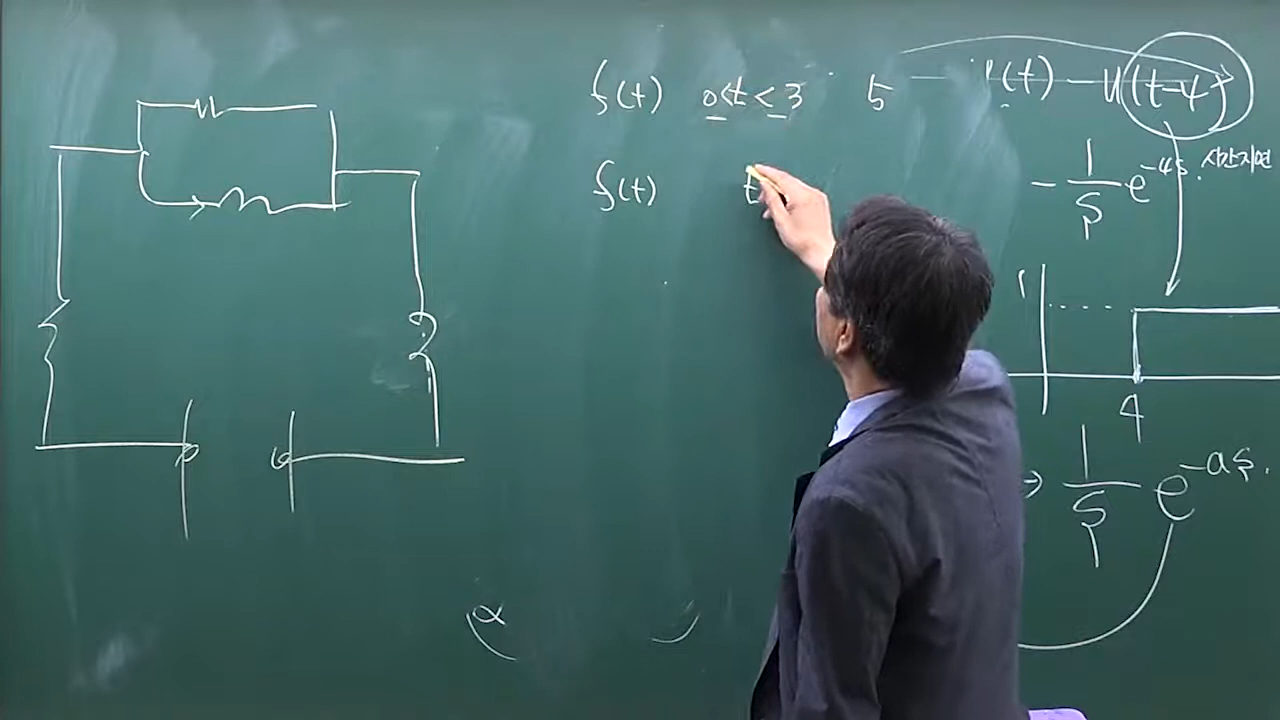 f(t) 0<t<3 5 u(t) - u(t-4)
f(t) t
- 1/S e^-4S. 시간지연
1
4
→ 1/S e^-aS.
α